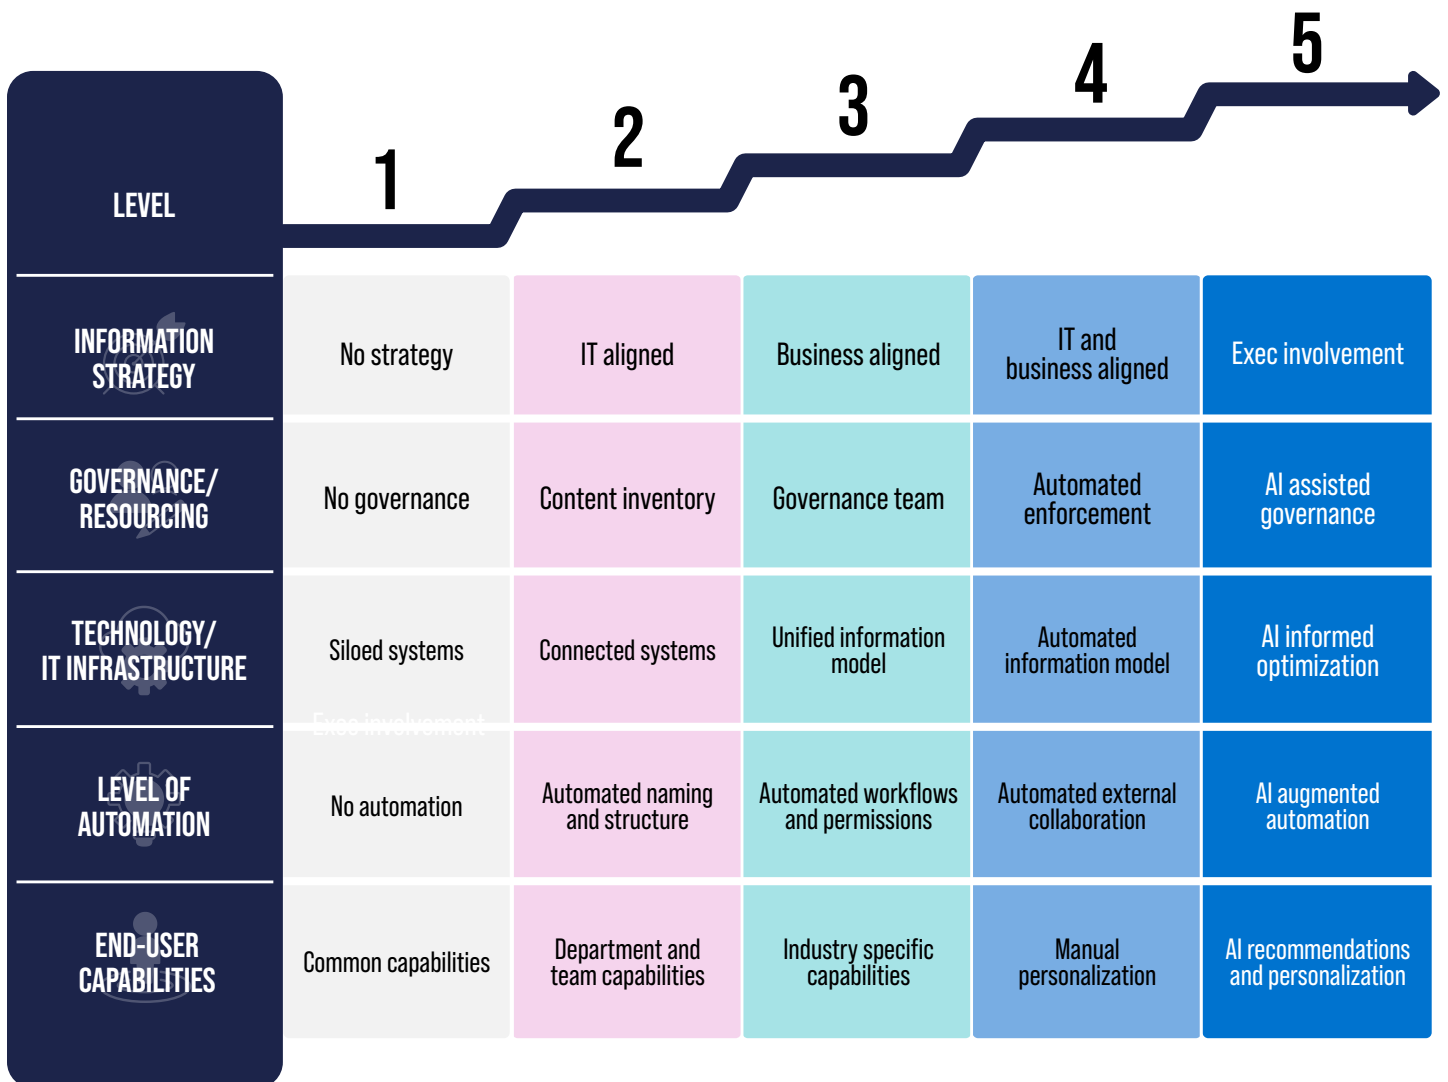 LEVEL
1
2
3
4
5
INFORMATION
STRATEGY
No strategy
IT aligned
Business aligned
IT and
business aligned
Exec involvement
GOVERNANCE/
RESOURCING
No governance
Content inventory
Governance team
Automated
enforcement
AI assisted
governance
TECHNOLOGY/
IT INFRASTRUCTURE
Siloed systems
Connected systems
Unified information
model
Automated
information model
AI informed
optimization
Exec involvement
LEVEL OF
AUTOMATION
No automation
Automated naming
and structure
Automated workflows
and permissions
Automated external
collaboration
AI augmented
automation
END-USER
CAPABILITIES
Common capabilities
Department and
team capabilities
Industry specific
capabilities
Manual
personalization
AI recommendations
and personalization